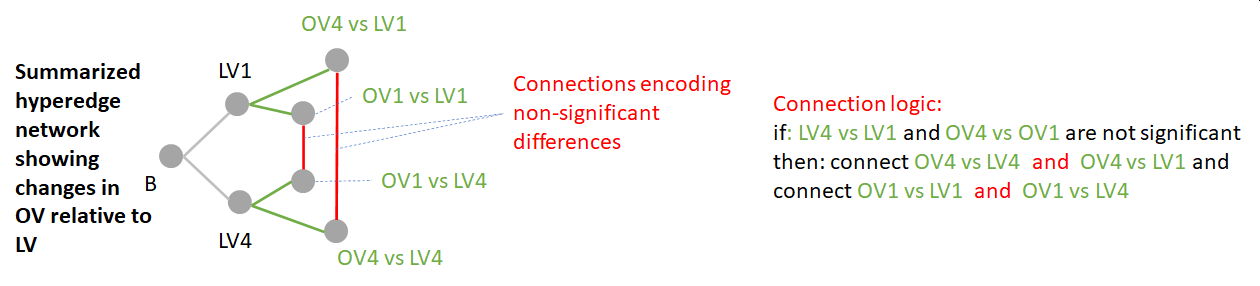 OV4 vs LV1
Summarized
hyperedge
network
showing
changes in
OV relative to
LV
LV1
OV1 vs LV1
B
OV1 vs LV4
LV4
OV4 vs LV4
Connections encoding
non-significant
differences
Connection logic:
if: LV4 vs LV1 and OV4 vs OV1 are not significant
then: connect OV4 vs LV4 and OV4 vs LV1 and
connect OV1 vs LV1 and OV1 vs LV4